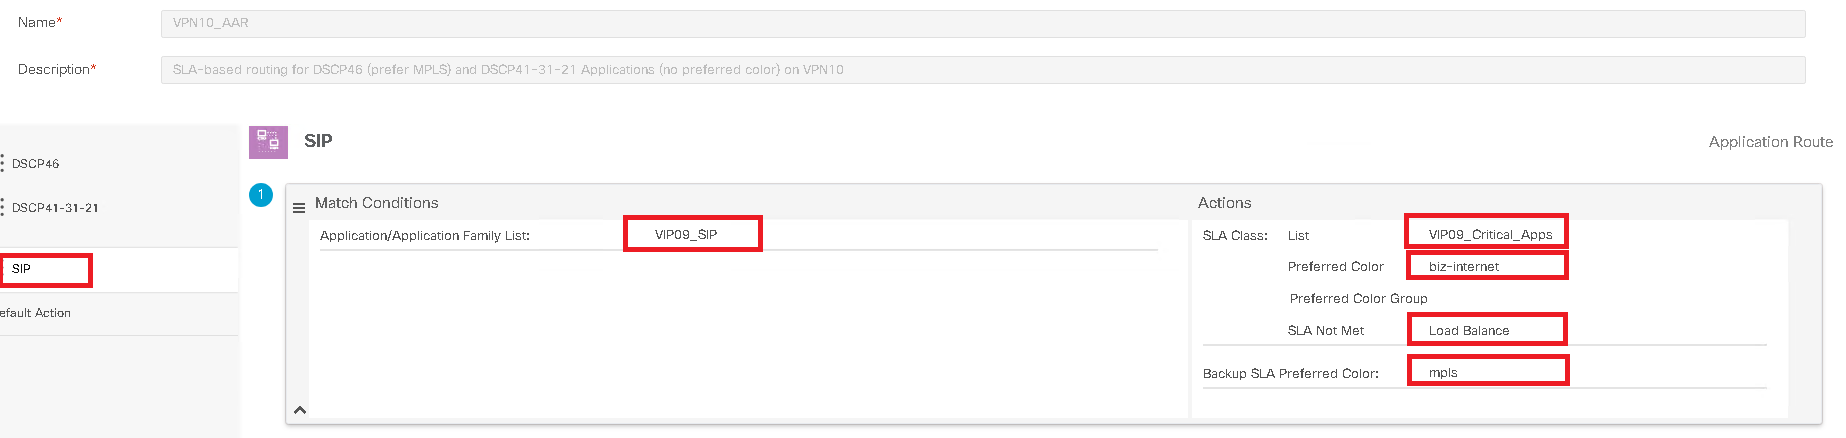 Name* VPN10_AAR
Description* SLA-based routing for DSCP46 (prefer MPLS) and DSCP41-31-21 Applications (no preferred color) on VPN10
DSCP46
DSCP41-31-21
SIP
efault Action
SIP
Application Route
1
Match Conditions
Application/Application Family List: VIP09_SIP
Actions
SLA Class: List VIP09_Critical_Apps
Preferred Color biz-internet
Preferred Color Group
SLA Not Met Load Balance
Backup SLA Preferred Color: mpls